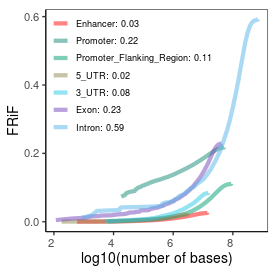 Enhancer: 0.03
Promoter: 0.22
Promoter_Flanking_Region: 0.11
5_UTR: 0.02
3_UTR: 0.08
Exon: 0.23
Intron: 0.59
FRiF
0.6
0.4
0.2
0.0
2 4 6 8
log10(number of bases)